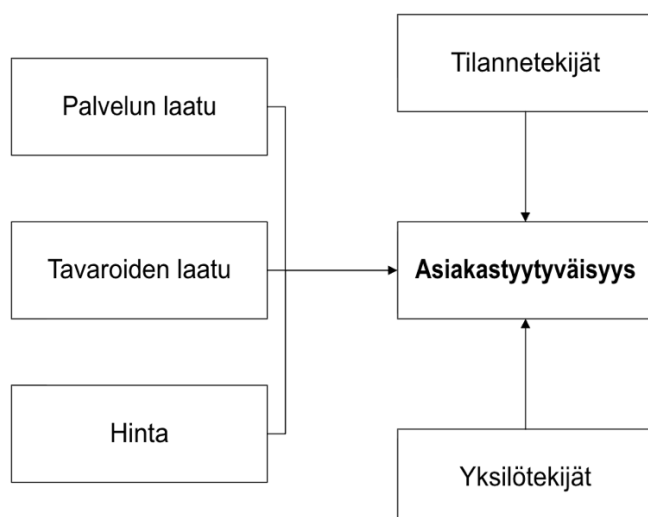 Tilannetekijät
Palvelun laatu
Tavaroiden laatu
Asiakastyytyväisyys
Hinta
Yksilötekijät